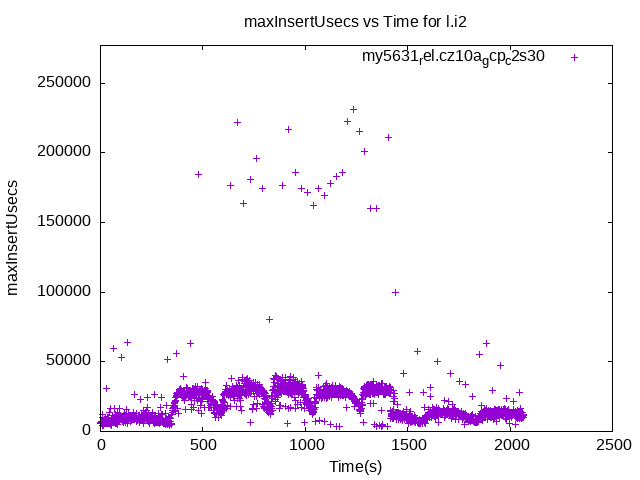 maxInsertUsecs vs Time for l.i2
my5631rel.cz10agcpc2s30
250000
200000
150000
100000
50000
0
maxInsertUsecs
0 500 1000 1500 2000 2500
Time(s)